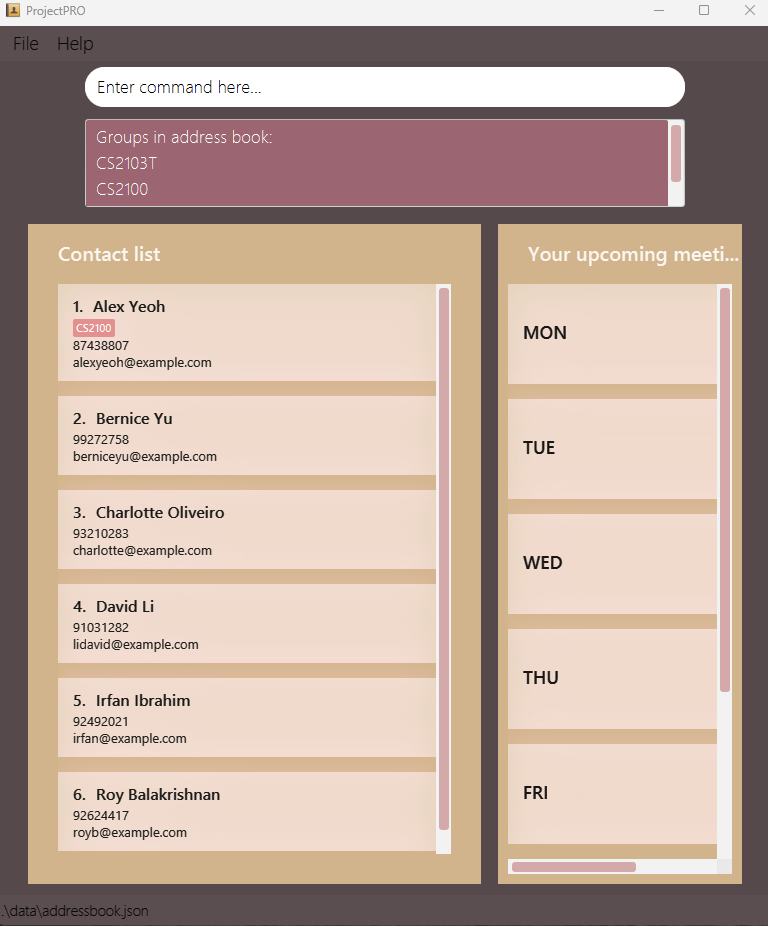 ProjectPRO
File Help
Enter command here...
Groups in address book:
CS2103T
CS2100
Contact list
1. Alex Yeoh
CS2100
87438807
alexyeoh@example.com
2. Bernice Yu
99272758
berniceyu@example.com
3. Charlotte Oliveiro
93210283
charlotte@example.com
4. David Li
91031282
lidavid@example.com
5. Irfan Ibrahim
92492021
irfan@example.com
6. Roy Balakrishnan
92624417
royb@example.com
Your upcoming meeti...
MON
TUE
WED
THU
FRI
.\data\addressbook.json